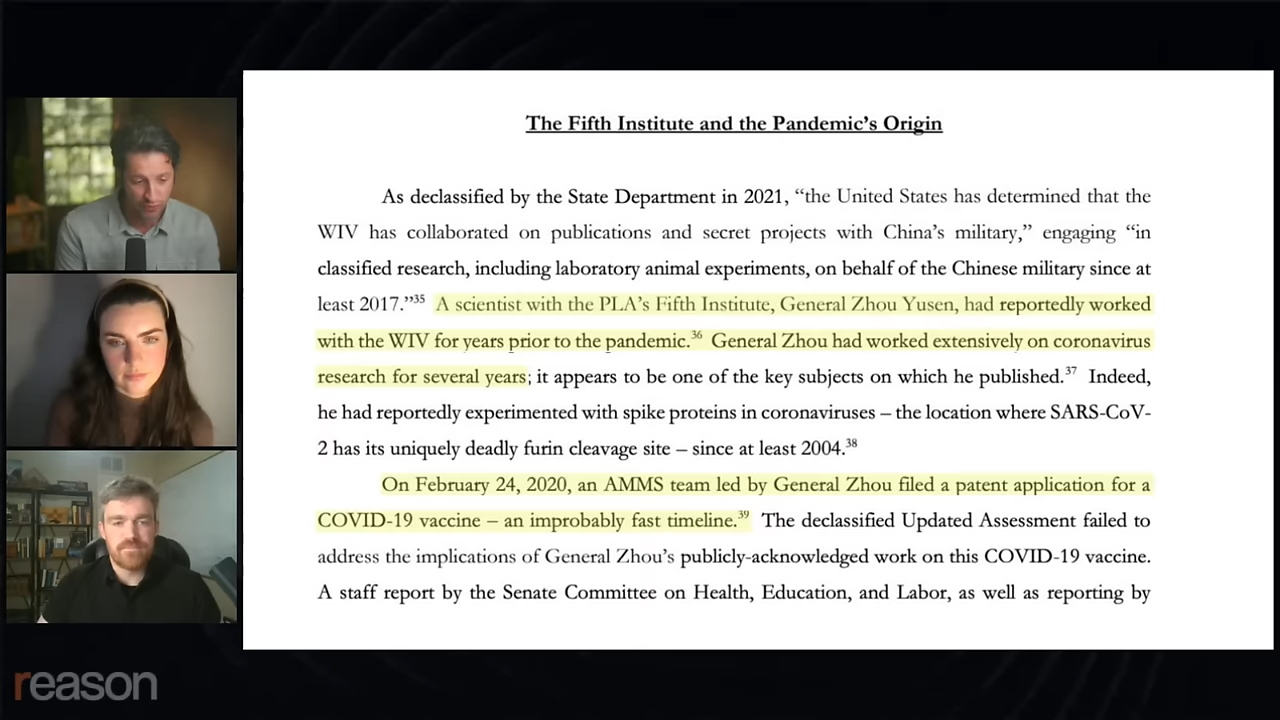 The Fifth Institute and the Pandemic's Origin
As declassified by the State Department in 2021, “the United States has determined that the
WIV has collaborated on publications and secret projects with China’s military,” engaging “in
classified research, including laboratory animal experiments, on behalf of the Chinese military since at
least 2017.”35 A scientist with the PLA’s Fifth Institute, General Zhou Yusen, had reportedly worked
with the WIV for years prior to the pandemic.36 General Zhou had worked extensively on coronavirus
research for several years; it appears to be one of the key subjects on which he published.37 Indeed,
he had reportedly experimented with spike proteins in coronaviruses – the location where SARS-CoV-
2 has its uniquely deadly furin cleavage site – since at least 2004.38
On February 24, 2020, an AMMS team led by General Zhou filed a patent application for a
COVID-19 vaccine – an improbably fast timeline.39 The declassified Updated Assessment failed to
address the implications of General Zhou’s publicly-acknowledged work on this COVID-19 vaccine.
A staff report by the Senate Committee on Health, Education, and Labor, as well as reporting by
reason